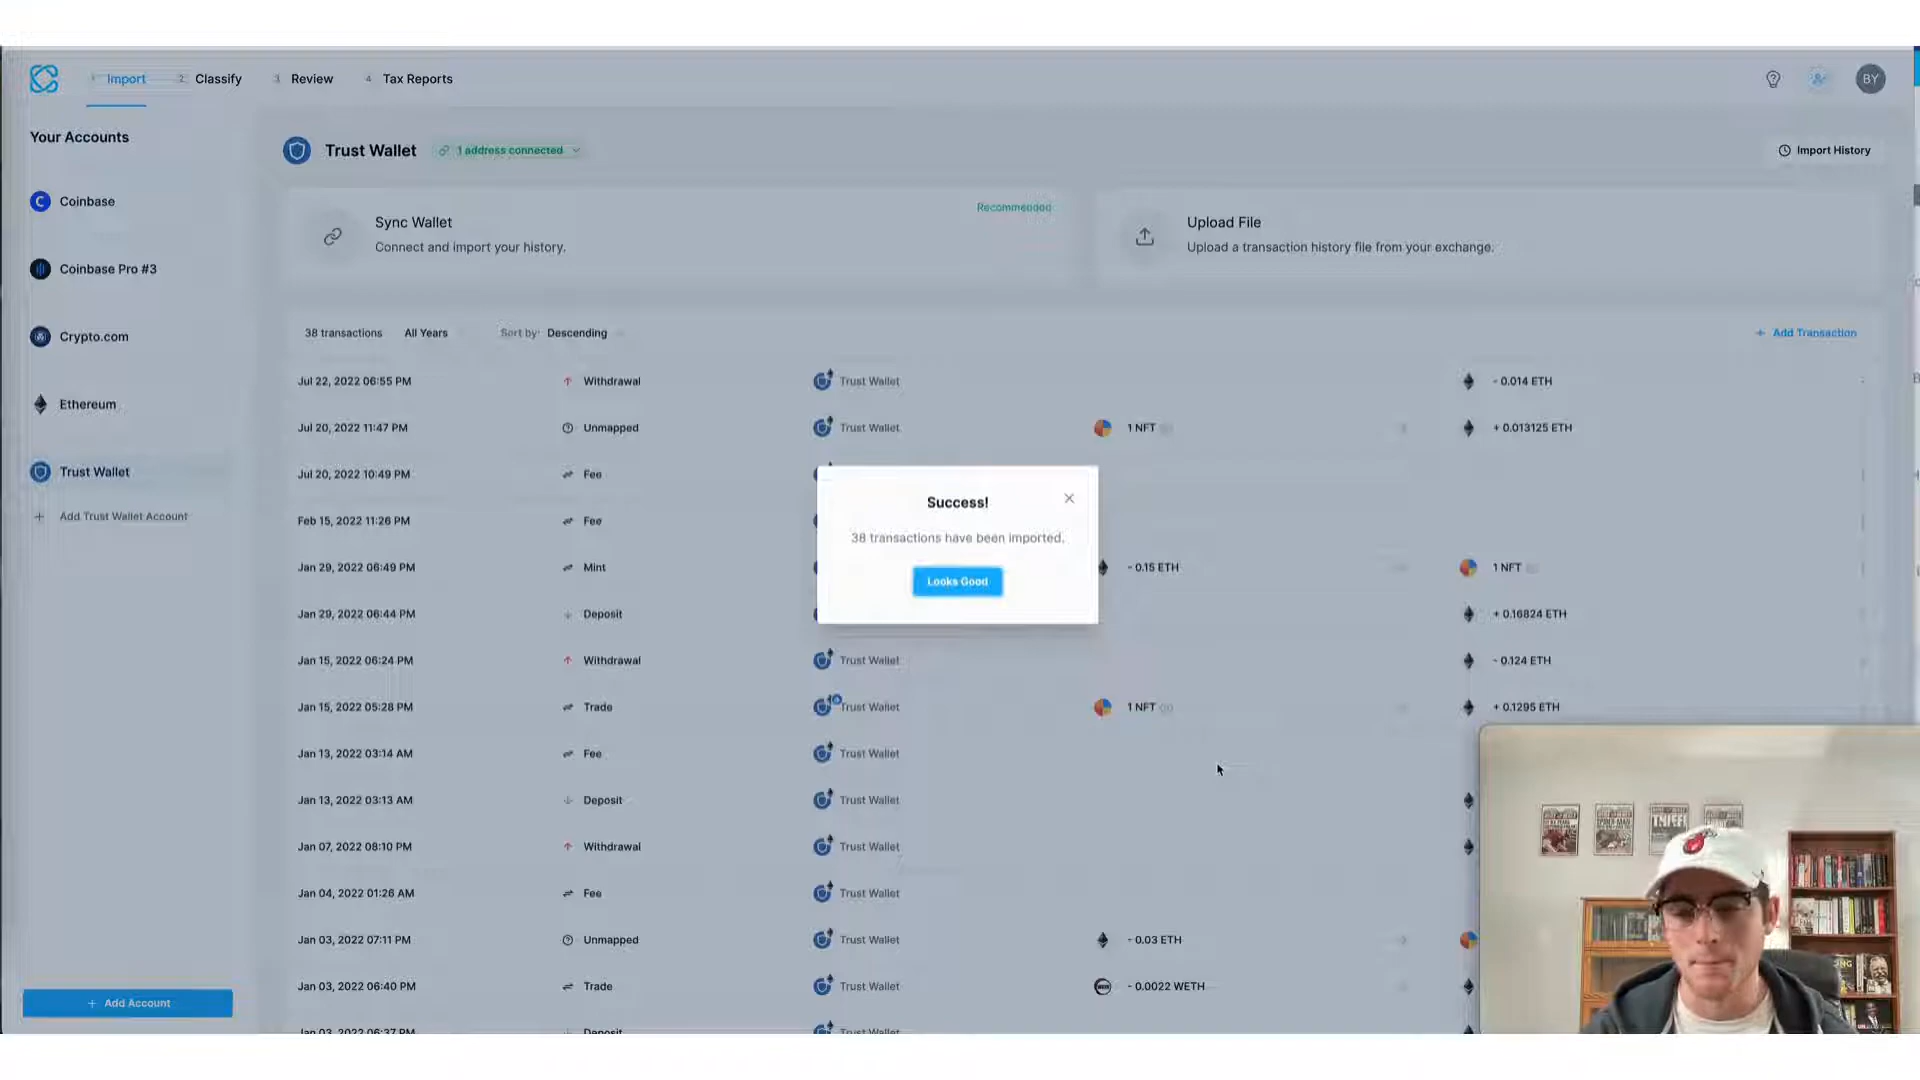 1 Import 2 Classify 3 Review 4 Tax Reports BY
Your Accounts
Trust Wallet 1 address connected Import History
Coinbase
Sync Wallet Recommended
Connect and import your history.
Upload File
Upload a transaction history file from your exchange.
Coinbase Pro #3
Crypto.com
Ethereum
Trust Wallet
+ Add Trust Wallet Account
+ Add Account
38 transactions All Years Sort by: Descending + Add Transaction
Jul 22, 2022 06:55 PM Withdrawal Trust Wallet - 0.014 ETH
Jul 20, 2022 11:47 PM Unmapped Trust Wallet 1 NFT + 0.013125 ETH
Jul 20, 2022 10:49 PM Fee
Feb 15, 2022 11:26 PM Fee
Jan 29, 2022 06:49 PM Mint - 0.15 ETH 1 NFT
Jan 29, 2022 06:44 PM Deposit + 0.16824 ETH
Jan 15, 2022 06:24 PM Withdrawal Trust Wallet - 0.124 ETH
Jan 15, 2022 05:28 PM Trade Trust Wallet 1 NFT + 0.1295 ETH
Jan 13, 2022 03:14 AM Fee Trust Wallet
Jan 13, 2022 03:13 AM Deposit Trust Wallet
Jan 07, 2022 08:10 PM Withdrawal Trust Wallet
Jan 04, 2022 01:26 AM Fee Trust Wallet
Jan 03, 2022 07:11 PM Unmapped Trust Wallet - 0.03 ETH
Jan 03, 2022 06:40 PM Trade Trust Wallet - 0.0022 WETH
Jan 03, 2022 06:37 PM Deposit Trust Wallet
Success!
38 transactions have been imported.
Looks Good
THIEF